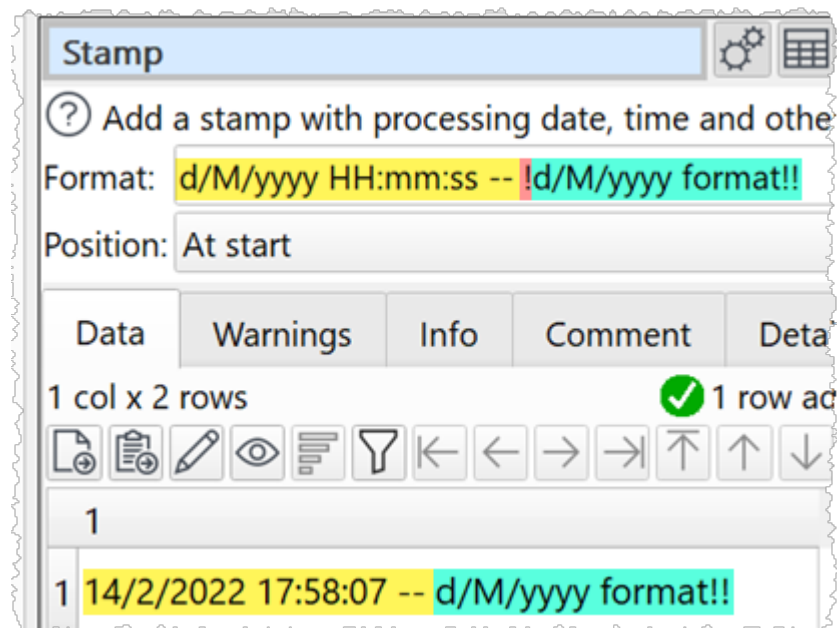 Stamp
? Add a stamp with processing date, time and othe
Format: d/M/yyyy HH:mm:ss -- !d/M/yyyy format!!
Position: At start
Data Warnings Info Comment Deta
1 col x 2 rows 1 row ad
1
1 14/2/2022 17:58:07 -- d/M/yyyy format!!